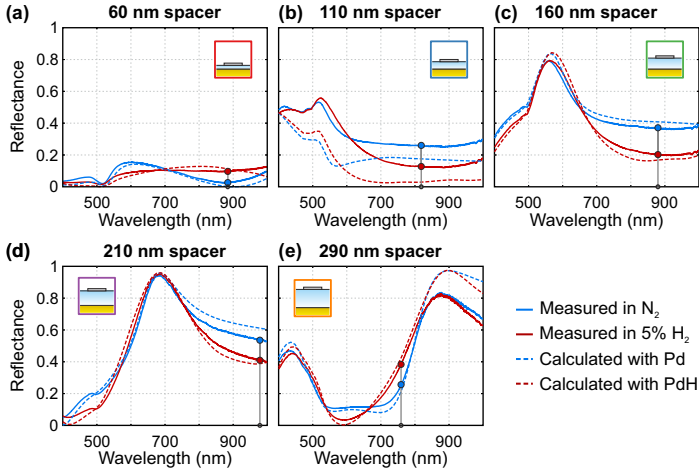 (a) 60 nm spacer
(b) 110 nm spacer
(c) 160 nm spacer
Reflectance
1
0.8
0.6
0.4
0.2
0
500 700 900
Wavelength (nm)
500 700 900
Wavelength (nm)
500 700 900
Wavelength (nm)
(d) 210 nm spacer
(e) 290 nm spacer
Reflectance
1
0.8
0.6
0.4
0.2
0
500 700 900
Wavelength (nm)
500 700 900
Wavelength (nm)
Measured in N₂
Measured in 5% H₂
Calculated with Pd
Calculated with PdH